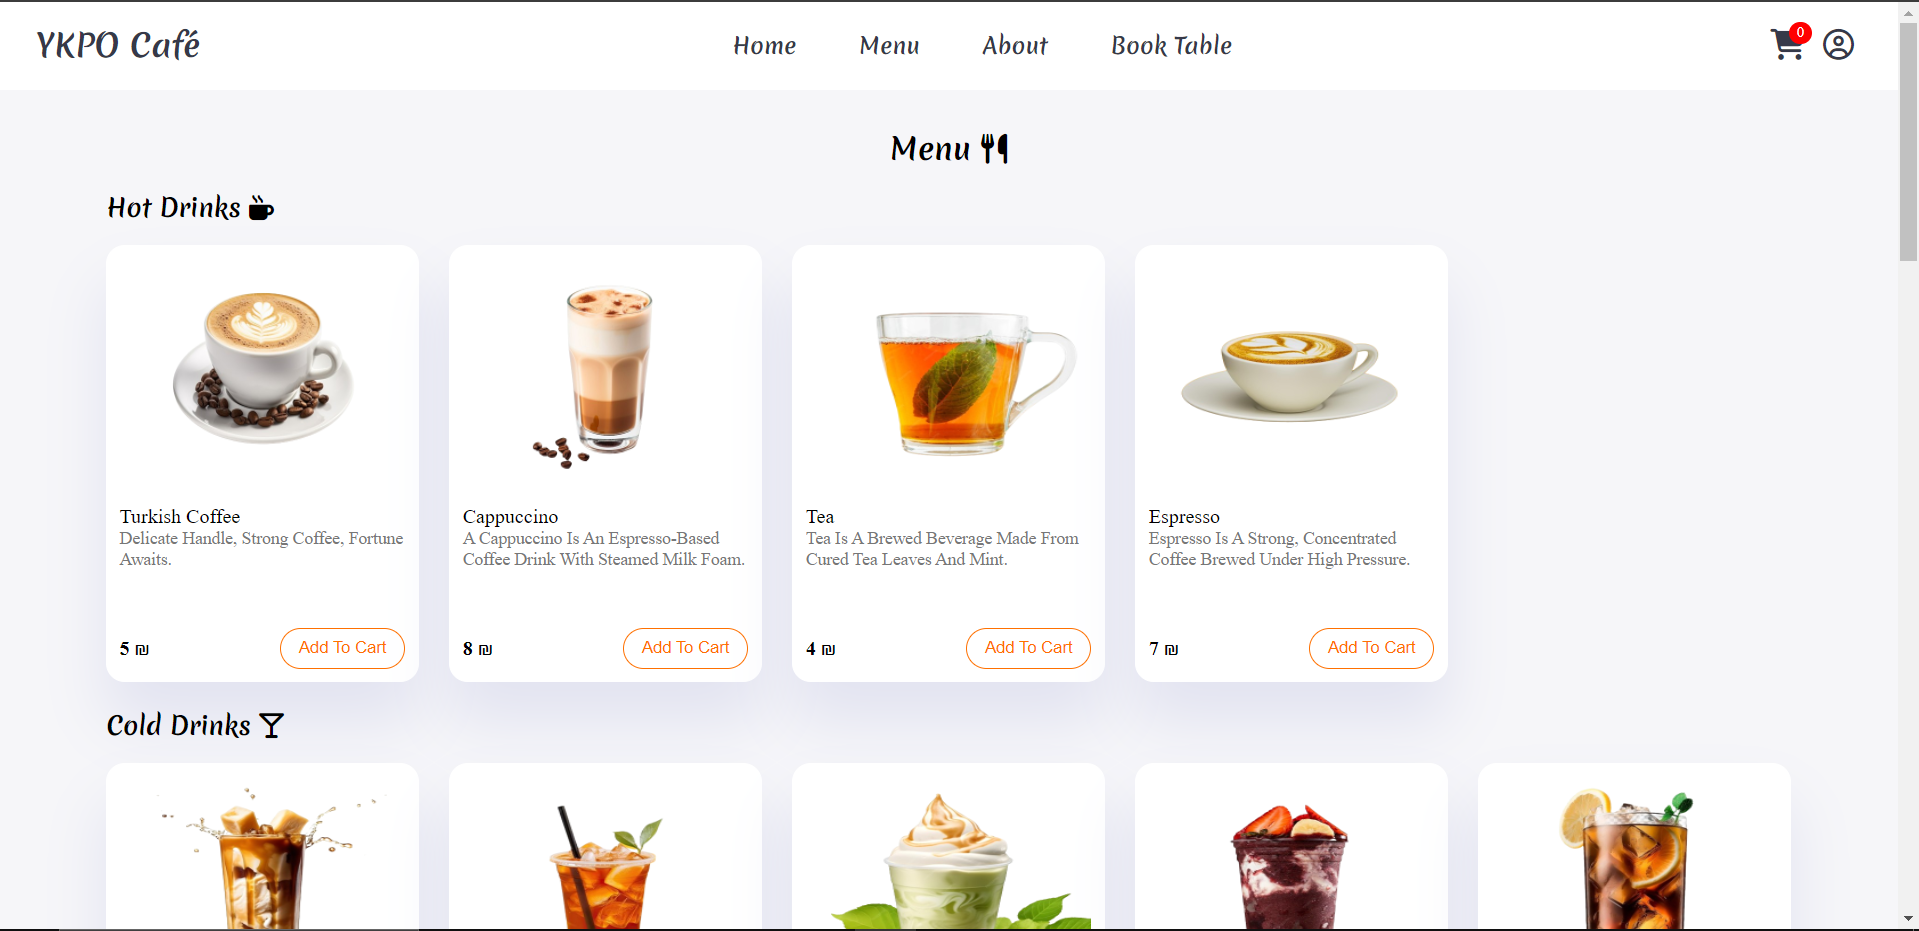 YKPO Café
Home
Menu
About
Book Table
0
Menu
Hot Drinks
Turkish Coffee
Delicate Handle, Strong Coffee, Fortune
Awaits.
5 ₪
Add To Cart
Cappuccino
A Cappuccino Is An Espresso-Based
Coffee Drink With Steamed Milk Foam.
8 ₪
Add To Cart
Tea
Tea Is A Brewed Beverage Made From
Cured Tea Leaves And Mint.
4 ₪
Add To Cart
Espresso
Espresso Is A Strong, Concentrated
Coffee Brewed Under High Pressure.
7 ₪
Add To Cart
Cold Drinks